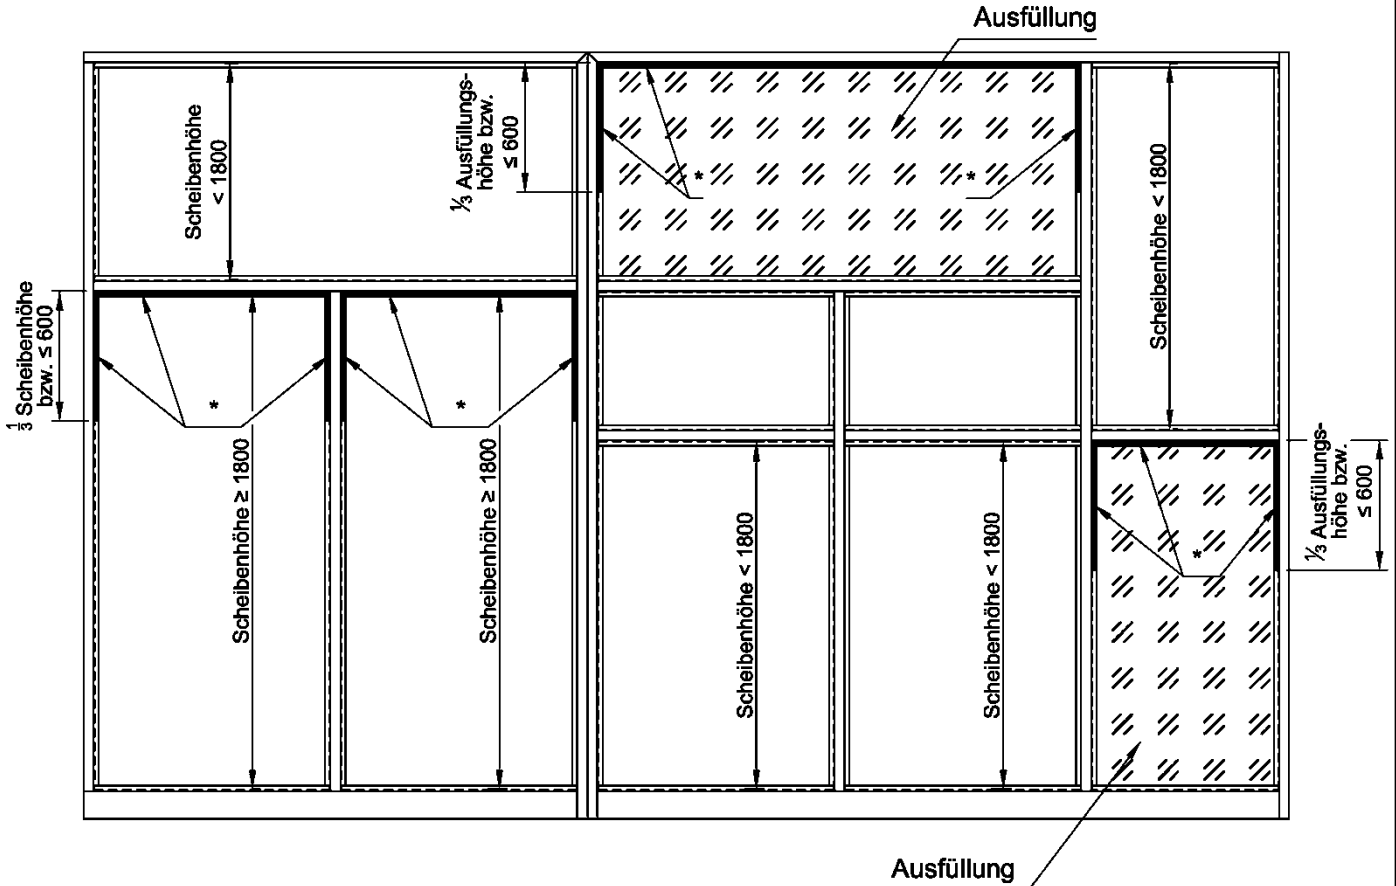 Ausfüllung
Scheibenhöhe
< 1800
⅓ Ausfüllungs-
höhe bzw.
≤ 600
*
*
Scheibenhöhe < 1800
⅓ Scheibenhöhe
bzw. ≤ 600
*
*
Scheibenhöhe ≥ 1800
Scheibenhöhe ≥ 1800
Scheibenhöhe < 1800
Scheibenhöhe < 1800
*
⅓ Ausfüllungs-
höhe bzw.
≤ 600
Ausfüllung